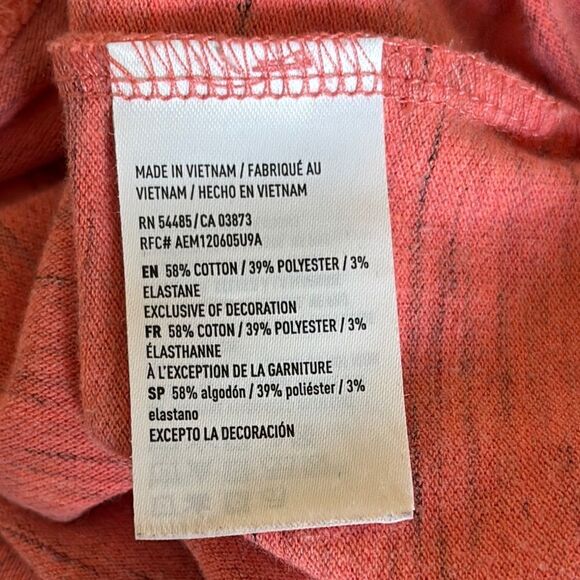 MADE IN VIETNAM / FABRIQUÉ AU
VIETNAM / HECHO EN VIETNAM
RN 54485/CA 03873
RFC# AEM120605U9A
EN 58% COTTON / 39% POLYESTER / 3%
ELASTANE
EXCLUSIVE OF DECORATION
FR 58% COTON / 39% POLYESTER / 3%
ÉLASTHANNE
À L'EXCEPTION DE LA GARNITURE
SP 58% algodón / 39% poliéster / 3%
elastano
EXCEPTO LA DECORACIÓN